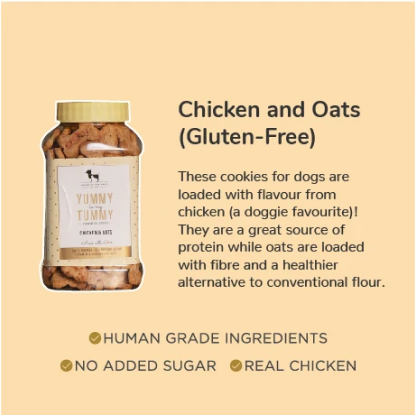 Chicken and Oats
(Gluten-Free)
These cookies for dogs are
loaded with flavour from
chicken (a doggie favourite)!
They are a great source of
protein while oats are loaded
with fibre and a healthier
alternative to conventional flour.
YUMMY
TUMMY
CHICKEN & OATS
HUMAN GRADE INGREDIENTS
NO ADDED SUGAR
REAL CHICKEN